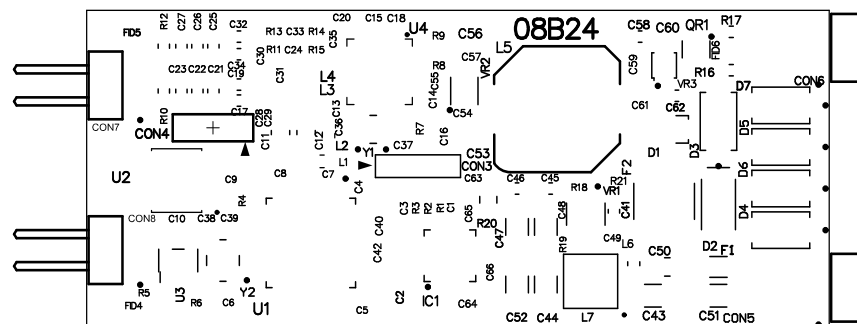 FID5
R12
C27
C26
C25
C32
R13
C33
R14
C20
C15
C18
U4
R9
C56
08B24
C58
C60
QR1
R17
C30
R11
C24
R15
C35
C57
L5
FID6
C23
C22
C21
C34
C19
C31
L4
L3
R8
C55
C14
VR2
C59
R16
VR3
CON6
D7
R10
C17
C28
C29
C13
C54
C61
C62
CON7
CON4
C11
C12
C36
R7
C16
D5
L2
Y1
C37
D1
D3
L1
CON3
C53
C63
F2
D6
U2
C9
C8
C7
C4
C46
C45
R18
R21
VR1
R4
CON8
C10
C38
C39
C40
C3
R3
R2
R1
C1
C65
R20
C47
C48
C41
D4
C42
R19
C49
L6
D2
F1
C66
C50
R5
U3
Y2
FID4
R6
C6
U1
C5
C2
IC1
C64
C52
C44
L7
C43
C51
CON5